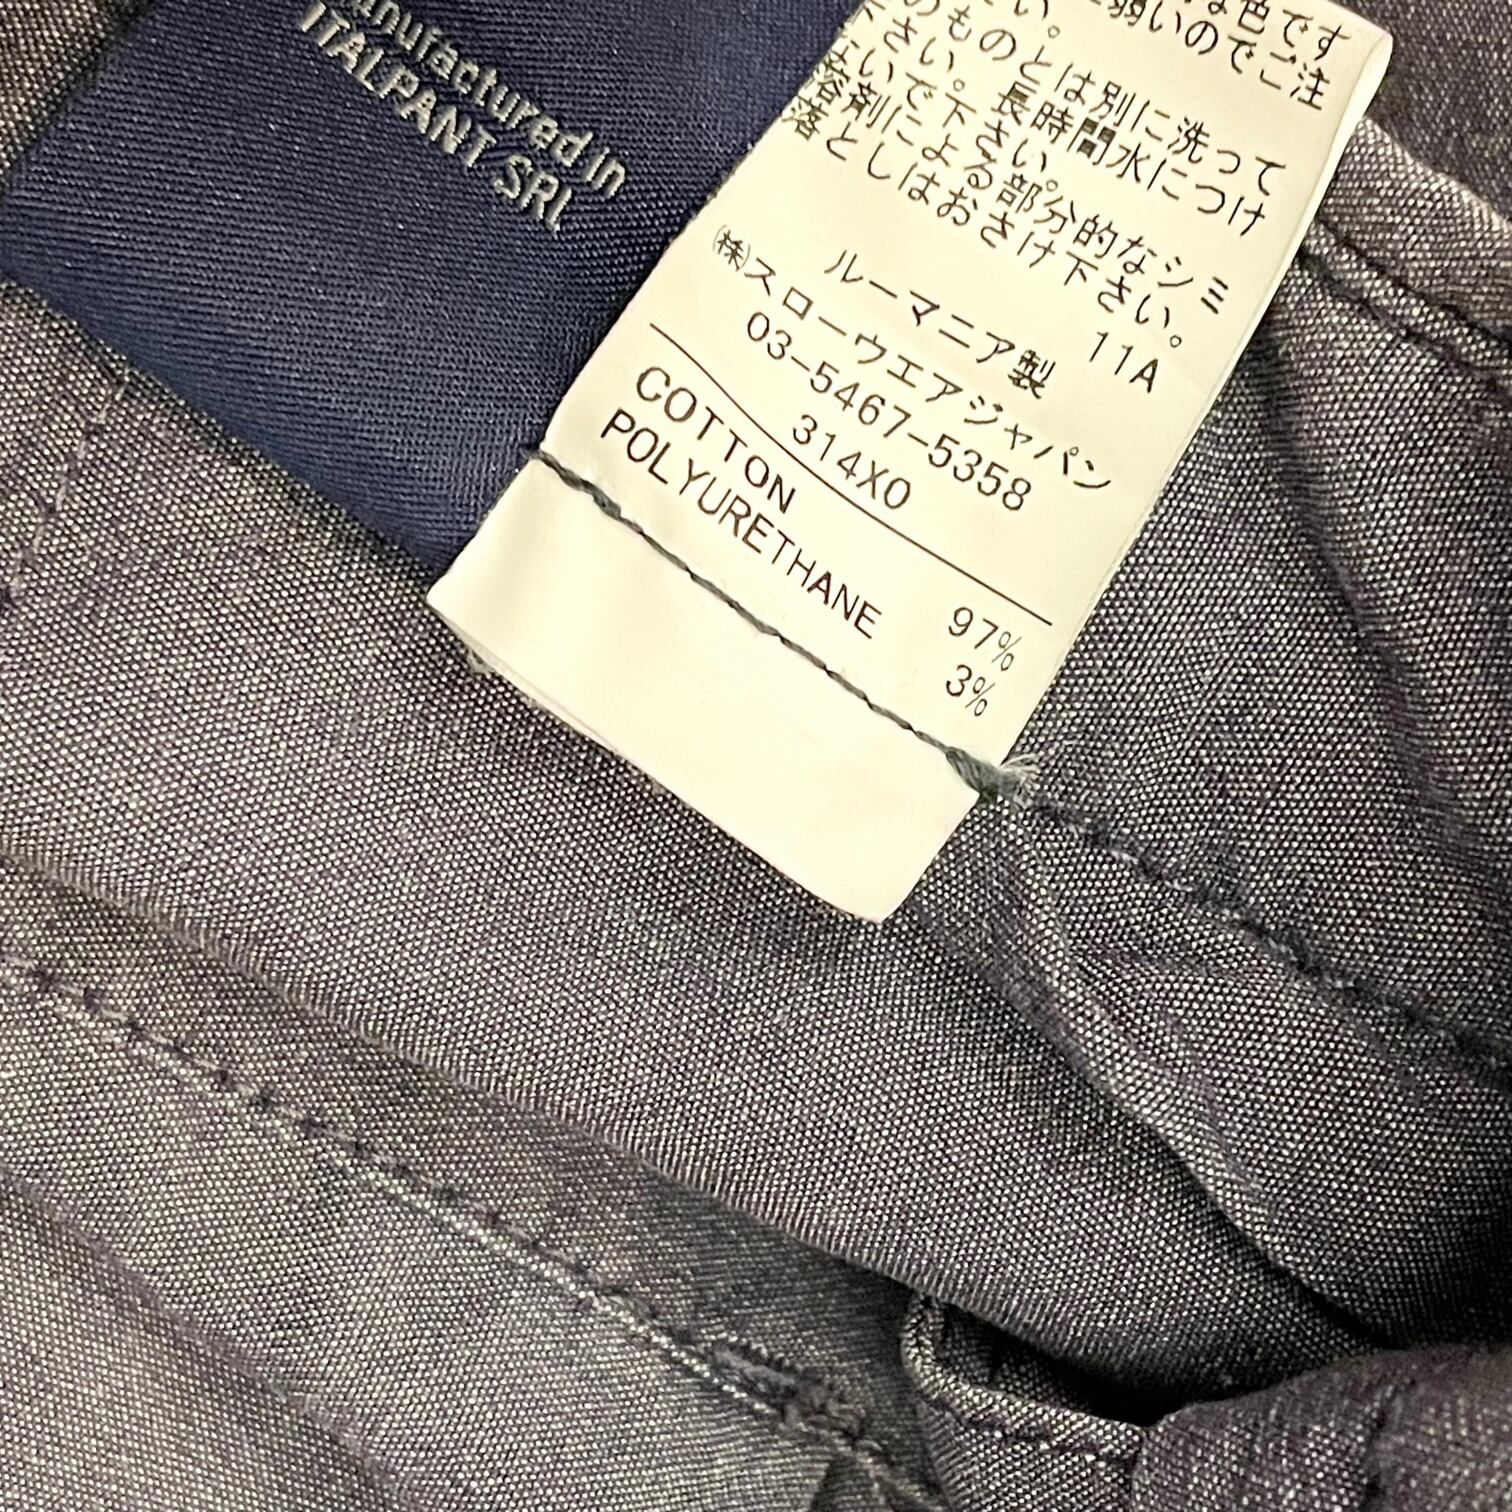 Manufactured in
ITALPANT/SRL
な色です
弱いのでご注
い。
のものとは別に洗って
下さい。長時間水につけ
ないで下さい。
溶剤による部分的なシミ
落としはおさけ下さい。
11A
ルーマニア製
(株)スローウエアジャパン
03-5467-5358
314X0
COTTON 97%
POLYURETHANE 3%